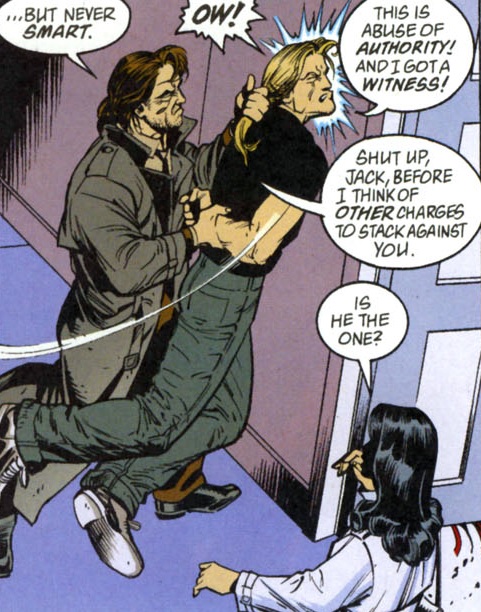 ...BUT NEVER
SMART.
OW!
THIS IS
ABUSE OF
AUTHORITY!
AND I GOT A
WITNESS!
SHUT UP,
JACK, BEFORE
I THINK OF
OTHER CHARGES
TO STACK AGAINST
YOU.
IS
HE THE
ONE?